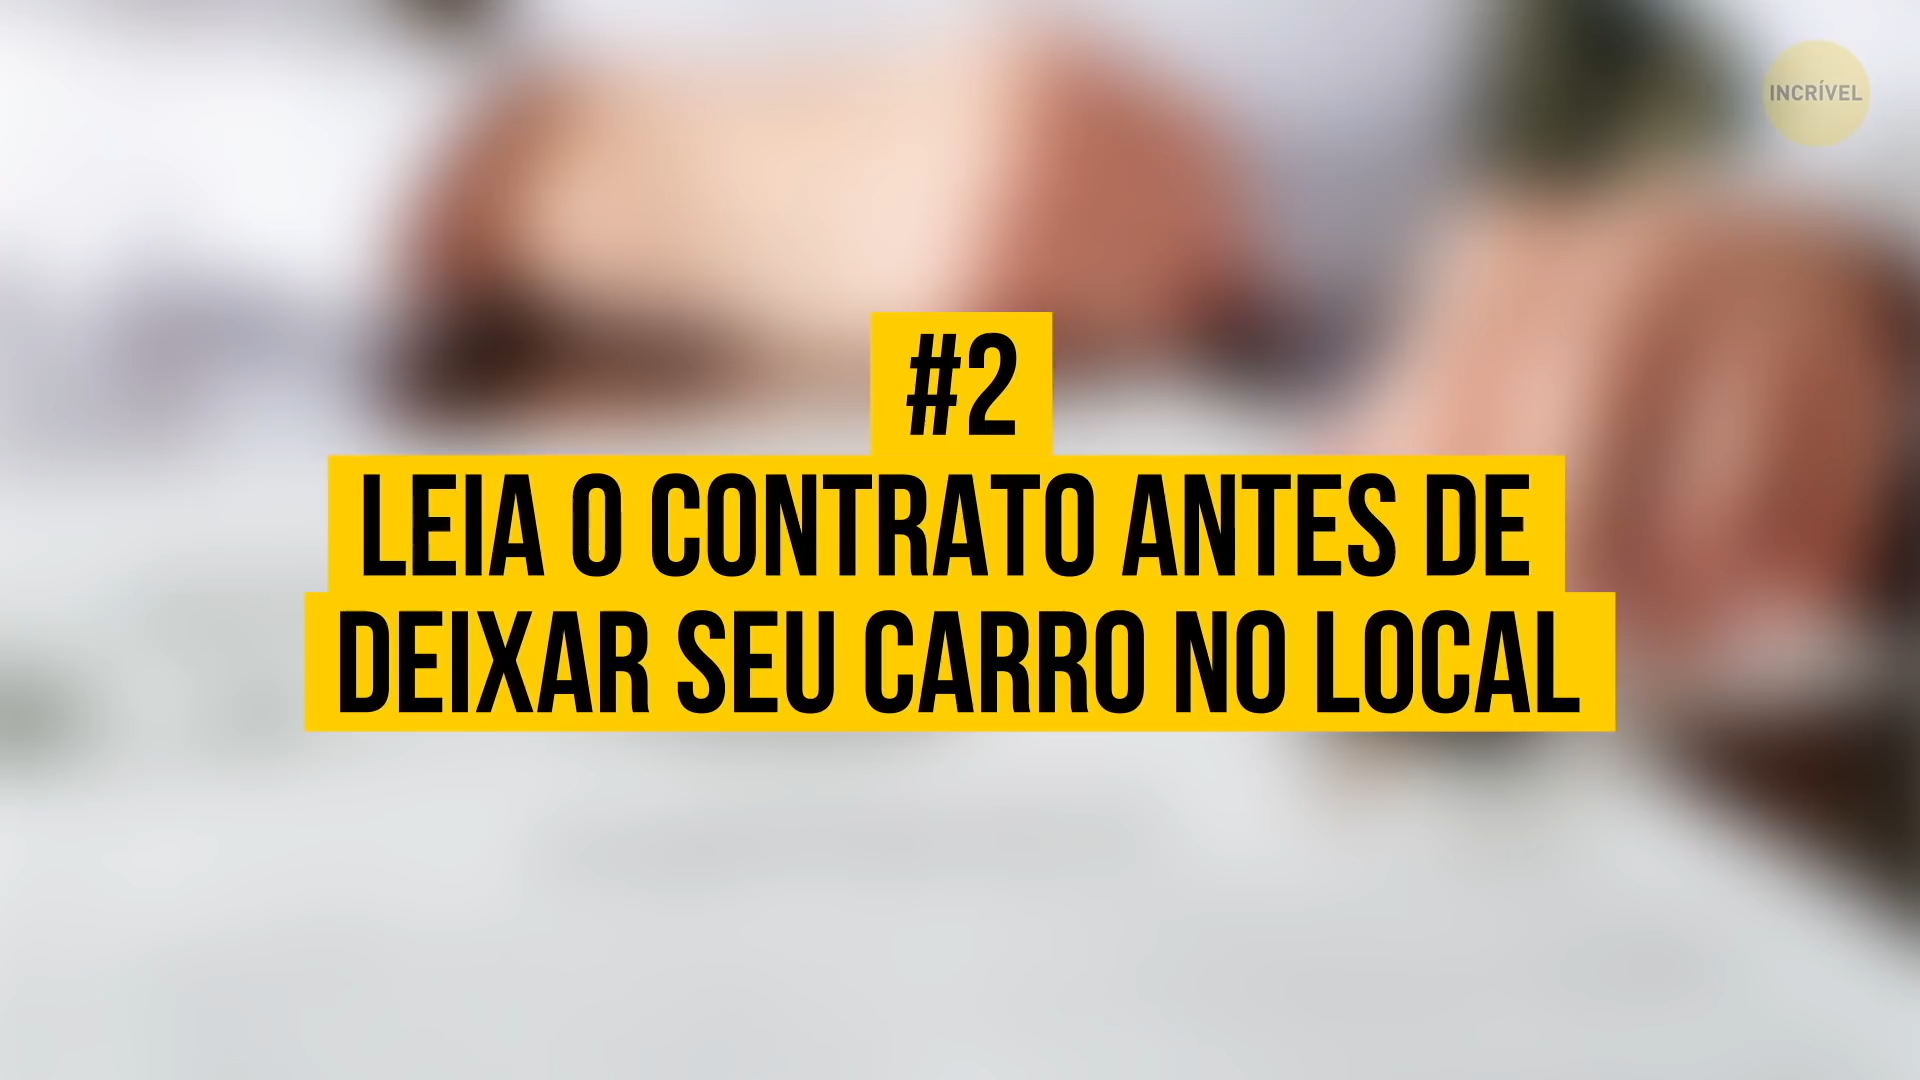 INCRÍVEL
#2
LEIA O CONTRATO ANTES DE
DEIXAR SEU CARRO NO LOCAL